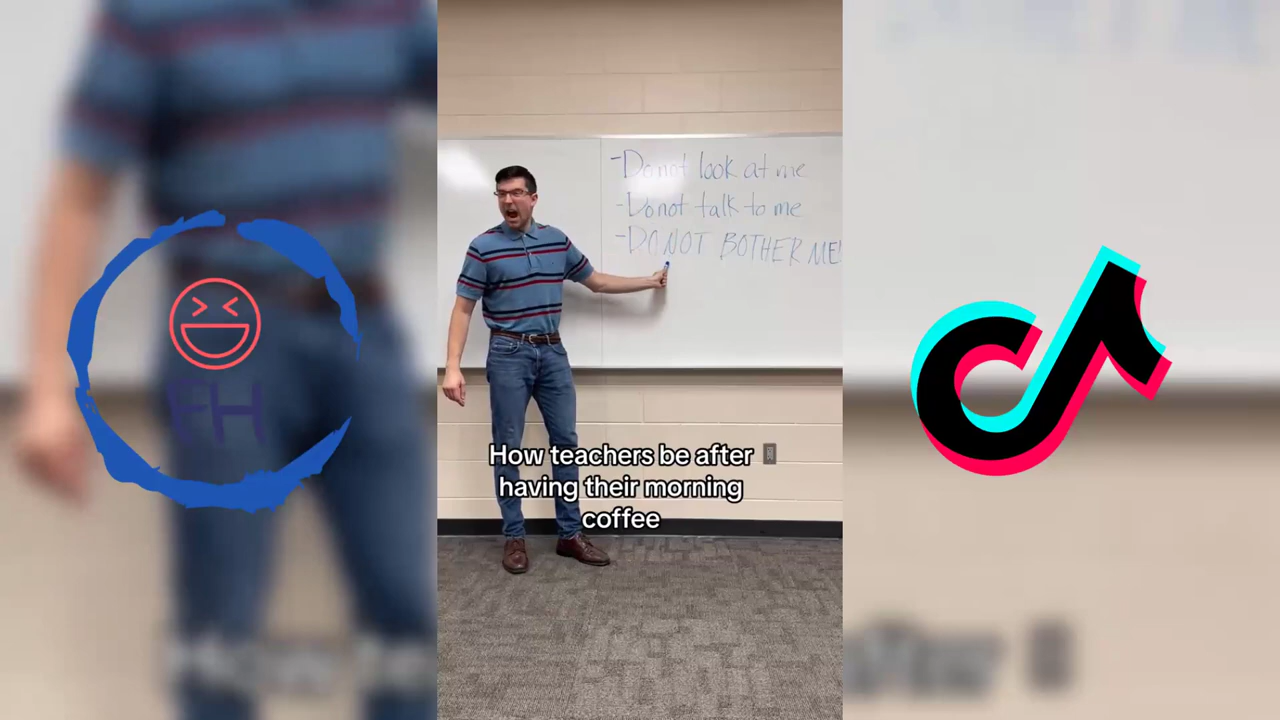 -Do not look at me
-Do not talk to me
-DO NOT BOTHER ME!
FH
How teachers be after
having their morning
coffee